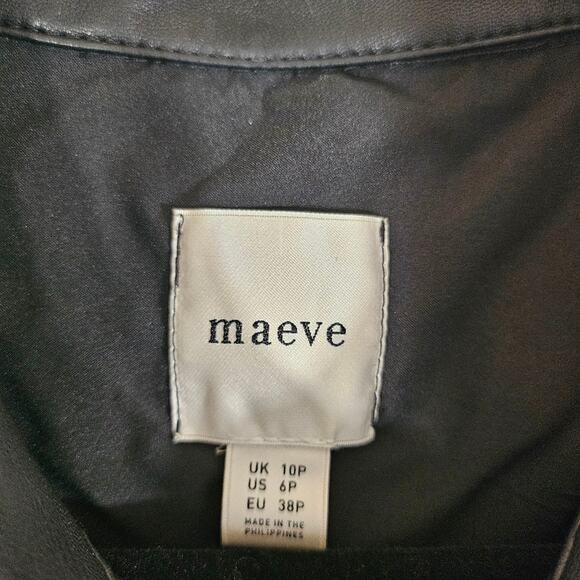 maeve
UK 10P
US 6P
EU 38P
MADE IN THE
PHILIPPINES